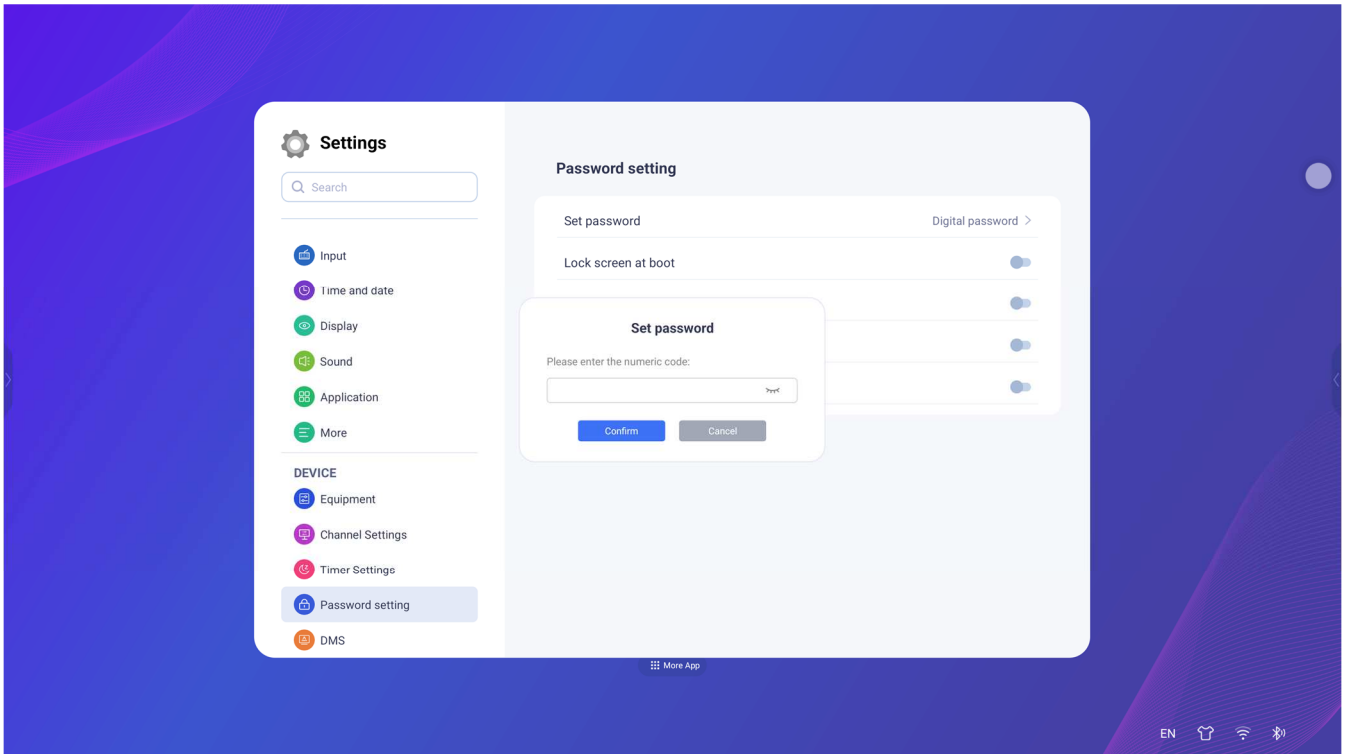 Settings
Search
Input
Time and date
Display
Sound
Application
More
DEVICE
Equipment
Channel Settings
Timer Settings
Password setting
DMS
Password setting
Set password
Digital password
Lock screen at boot
Set password
Please enter the numeric code:
Confirm
Cancel
More App
EN